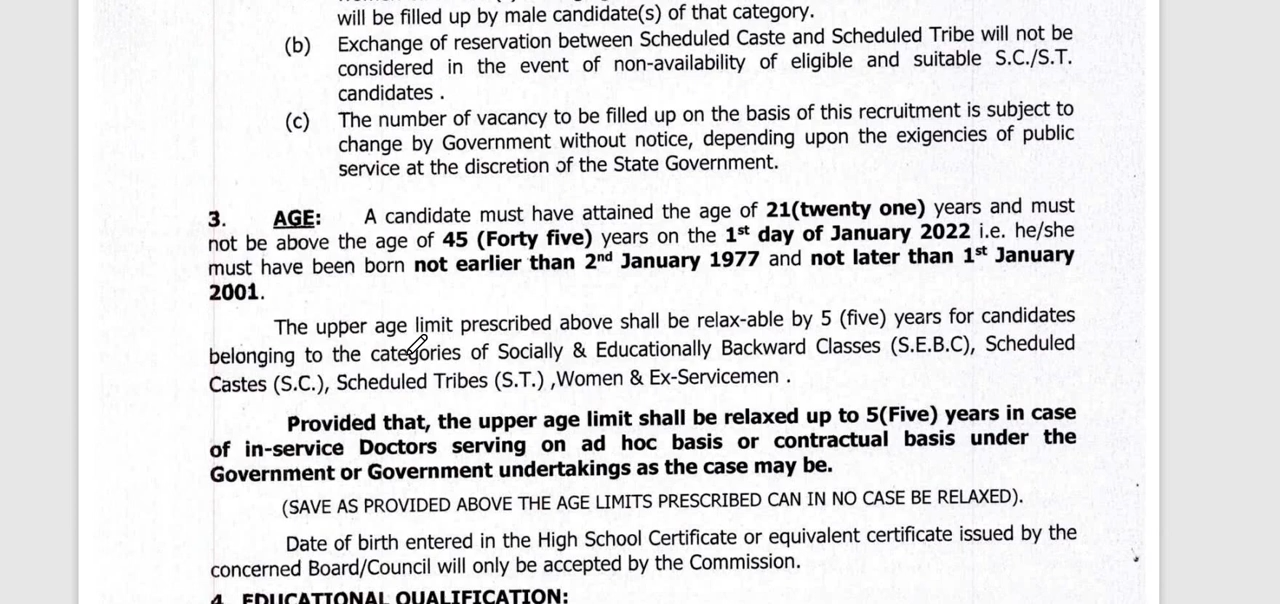 will be filled up by male candidate(s) of that category.
(b) Exchange of reservation between Scheduled Caste and Scheduled Tribe will not be
considered in the event of non-availability of eligible and suitable S.C./S.T.
candidates .
(c) The number of vacancy to be filled up on the basis of this recruitment is subject to
change by Government without notice, depending upon the exigencies of public
service at the discretion of the State Government.
3. AGE: A candidate must have attained the age of 21(twenty one) years and must
not be above the age of 45 (Forty five) years on the 1st day of January 2022 i.e. he/she
must have been born not earlier than 2nd January 1977 and not later than 1st January
2001.
The upper age limit prescribed above shall be relax-able by 5 (five) years for candidates
belonging to the categories of Socially & Educationally Backward Classes (S.E.B.C), Scheduled
Castes (S.C.), Scheduled Tribes (S.T.) ,Women & Ex-Servicemen .
Provided that, the upper age limit shall be relaxed up to 5(Five) years in case
of in-service Doctors serving on ad hoc basis or contractual basis under the
Government or Government undertakings as the case may be.
(SAVE AS PROVIDED ABOVE THE AGE LIMITS PRESCRIBED CAN IN NO CASE BE RELAXED).
Date of birth entered in the High School Certificate or equivalent certificate issued by the
concerned Board/Council will only be accepted by the Commission.
4. EDUCATIONAL QUALIFICATION: